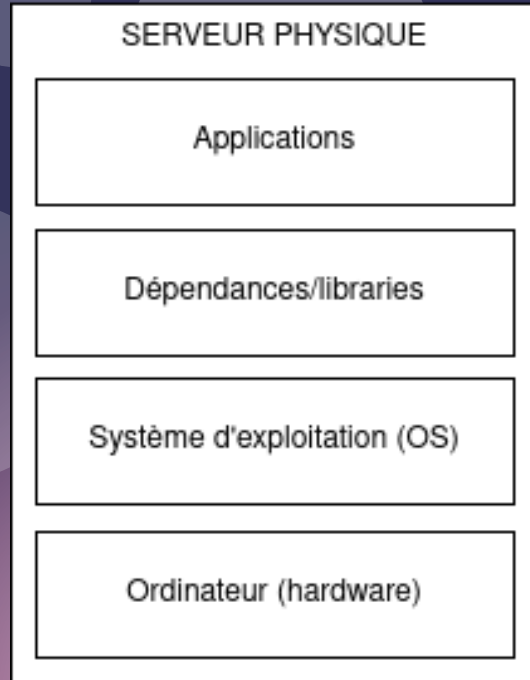 SERVEUR PHYSIQUE
Applications
Dépendances/libraries
Système d'exploitation (OS)
Ordinateur (hardware)